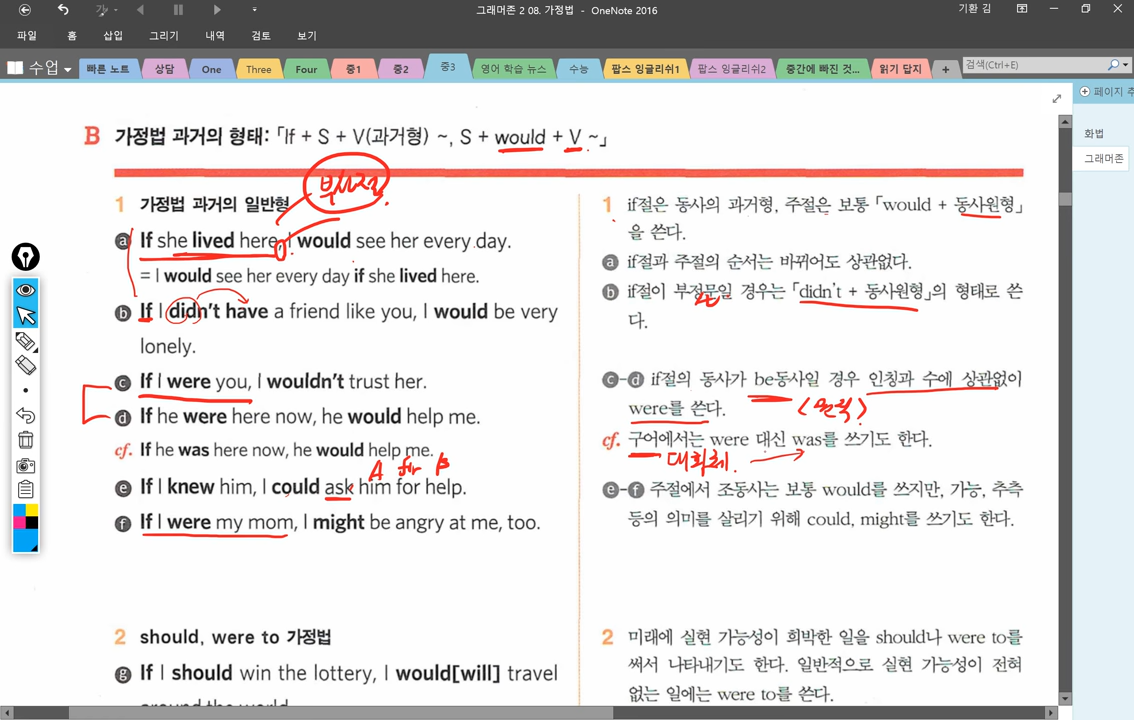 그래머존 2 08. 가정법 - OneNote 2016
기환 김
파일 홈 삽입 그리기 내역 검토 보기
수업
빠른 노트 상담 One Three Four 중1 중2 중3 영어 학습 뉴스 수능 팝스 잉글리쉬1 팝스 잉글리쉬2 중간에 빠진 것... 읽기 답지 +
검색(Ctrl+E)
페이지 추
화법
그래머존
B 가정법 과거의 형태: 「If + S + V(과거형) ~, S + would + V ~」
부사절
1 가정법 과거의 일반형
ⓐ If she lived here, I would see her every day.
= I would see her every day if she lived here.
ⓑ If I didn't have a friend like you, I would be very
lonely.
ⓒ If I were you, I wouldn't trust her.
ⓓ If he were here now, he would help me.
cf. If he was here now, he would help me.
A for B
ⓔ If I knew him, I could ask him for help.
ⓕ If I were my mom, I might be angry at me, too.
2 should, were to 가정법
ⓖ If I should win the lottery, I would[will] travel
around the world.
1 if절은 동사의 과거형, 주절은 보통 「would + 동사원형」
을 쓴다.
ⓐ if절과 주절의 순서는 바뀌어도 상관없다.
ⓑ if절이 부정문일 경우는 「didn't + 동사원형」의 형태로 쓴
다.
ⓒ-ⓓ if절의 동사가 be동사일 경우 인칭과 수에 상관없이
were를 쓴다.
cf. 구어에서는 were 대신 was를 쓰기도 한다.
대화체.
ⓔ-ⓕ 주절에서 조동사는 보통 would를 쓰지만, 가능, 추측
등의 의미를 살리기 위해 could, might를 쓰기도 한다.
2 미래에 실현 가능성이 희박한 일을 should나 were to를
써서 나타내기도 한다. 일반적으로 실현 가능성이 전혀
없는 일에는 were to를 쓴다.